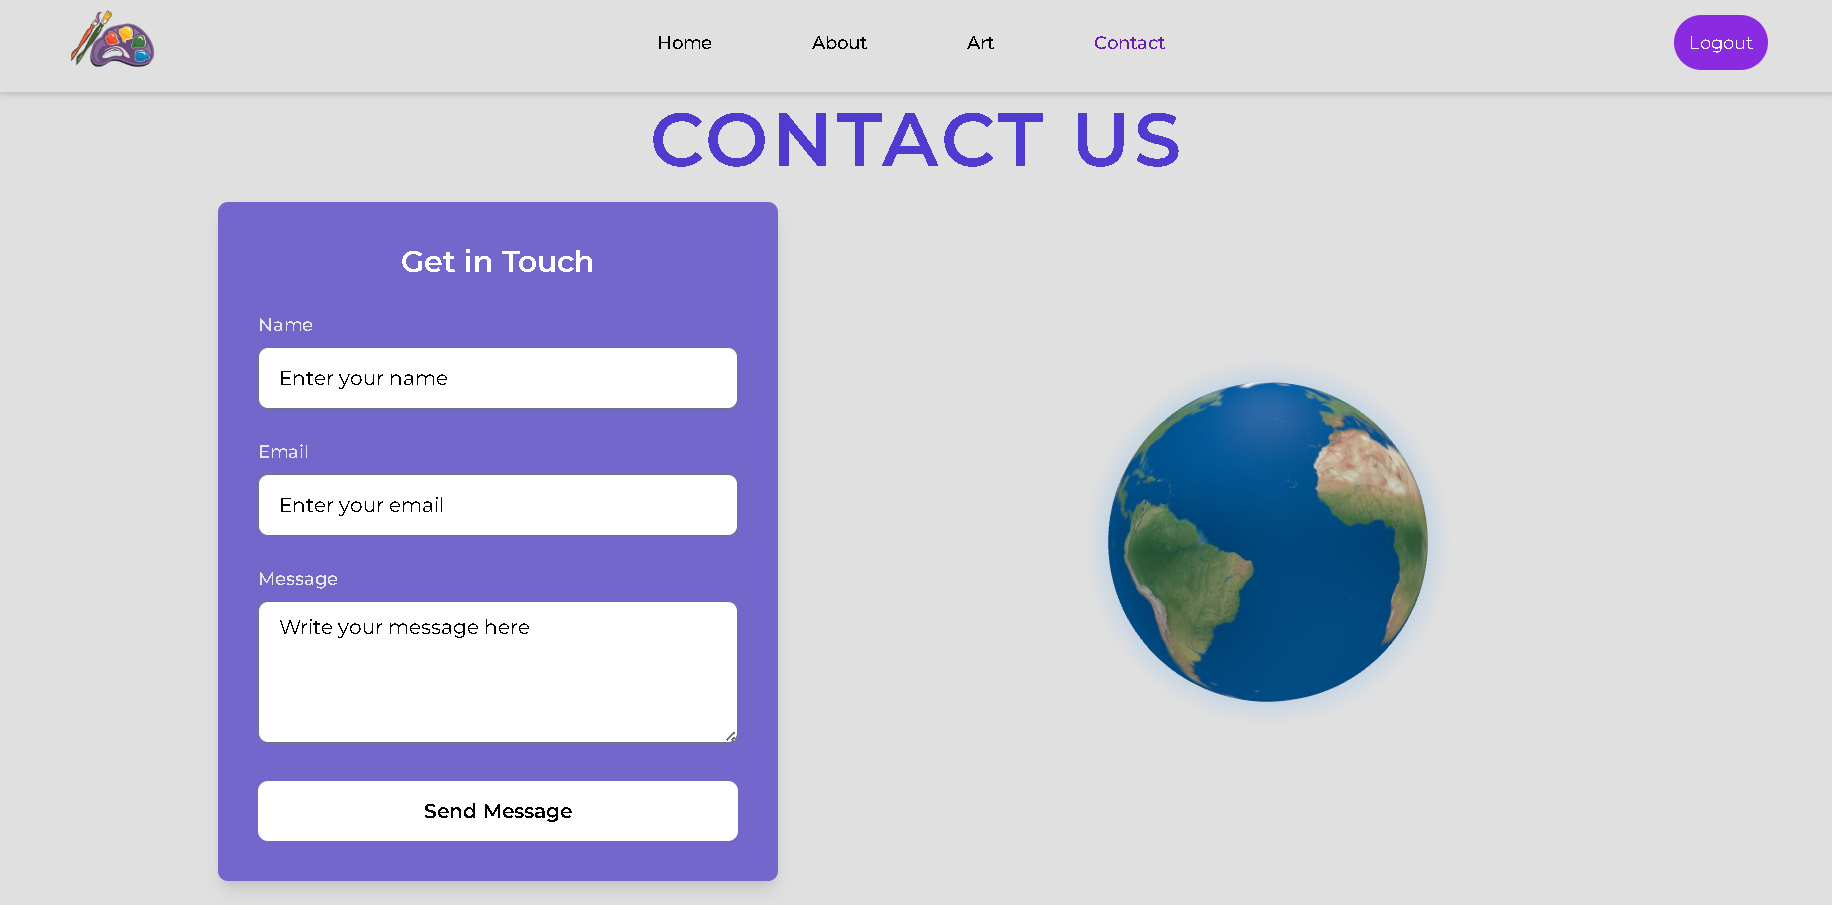 Home About Art Contact Logout
CONTACT US
Get in Touch
Name
Enter your name
Email
Enter your email
Message
Write your message here
Send Message